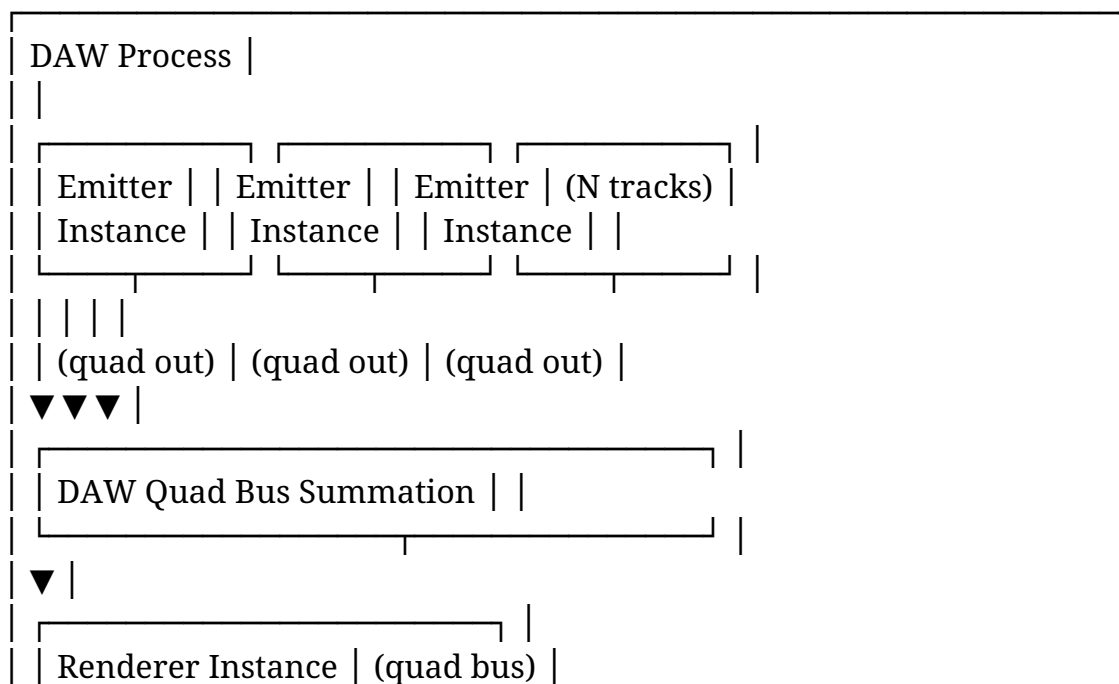 ┌─────────────────────────────────────────────────────────────
│ DAW Process │
│ │
│ ┌───────────┐ ┌───────────┐ ┌───────────┐ │
│ │ Emitter │ │ Emitter │ │ Emitter │ (N tracks) │
│ │ Instance │ │ Instance │ │ Instance │ │
│ └─────┬──────┘ └─────┬──────┘ └─────┬──────┘ │
│ │ │ │ │
│ │ (quad out) │ (quad out) │ (quad out) │
│ ▼ ▼ ▼ │
│ ┌───────────────────────────────────┐ │
│ │ DAW Quad Bus Summation │ │
│ └───────────────────┬────────────────┘ │
│ ▼ │
│ ┌────────────────────────┐ │
│ │ Renderer Instance │ (quad bus) │